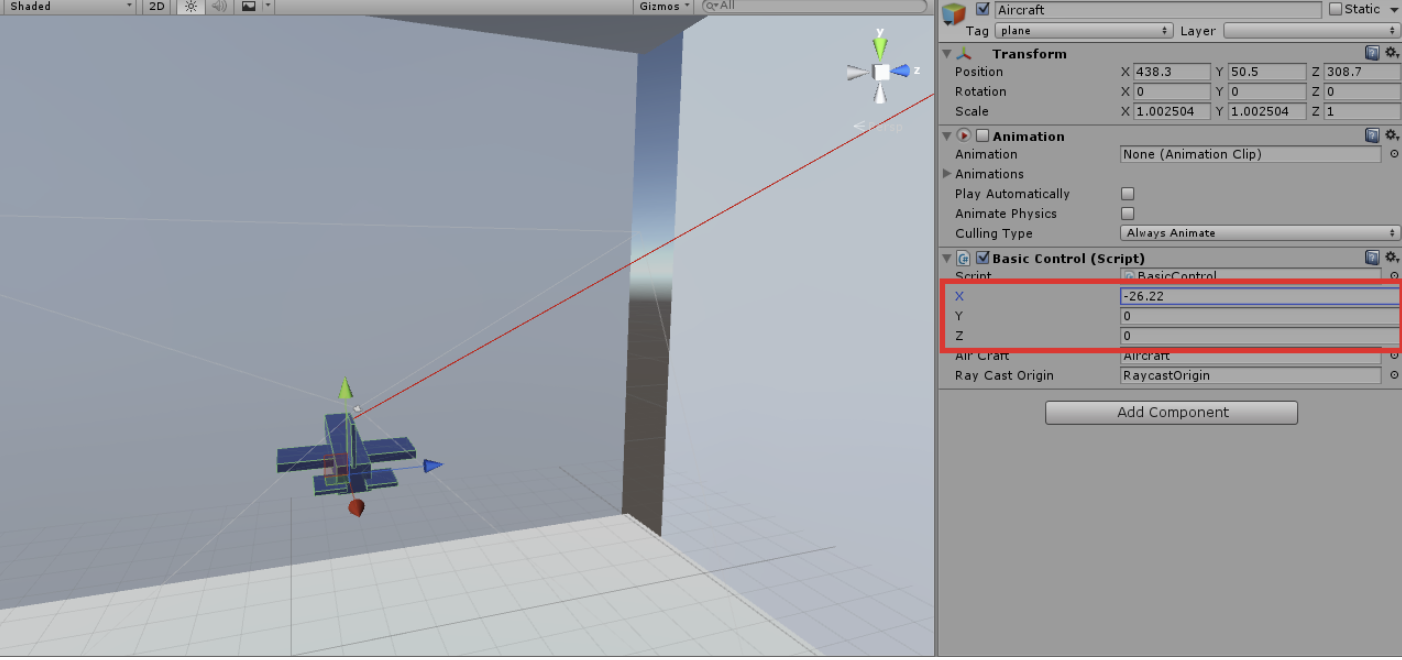 Shaded 2D Gizmos All
y
z
Persp
Aircraft Static
Tag plane Layer
Transform
Position X 438.3 Y 50.5 Z 308.7
Rotation X 0 Y 0 Z 0
Scale X 1.002504 Y 1.002504 Z 1
Animation
Animation None (Animation Clip)
Animations
Play Automatically
Animate Physics
Culling Type Always Animate
Basic Control (Script)
Script BasicControl
X -26.22
Y 0
Z 0
Air Craft Aircraft
Ray Cast Origin RaycastOrigin
Add Component